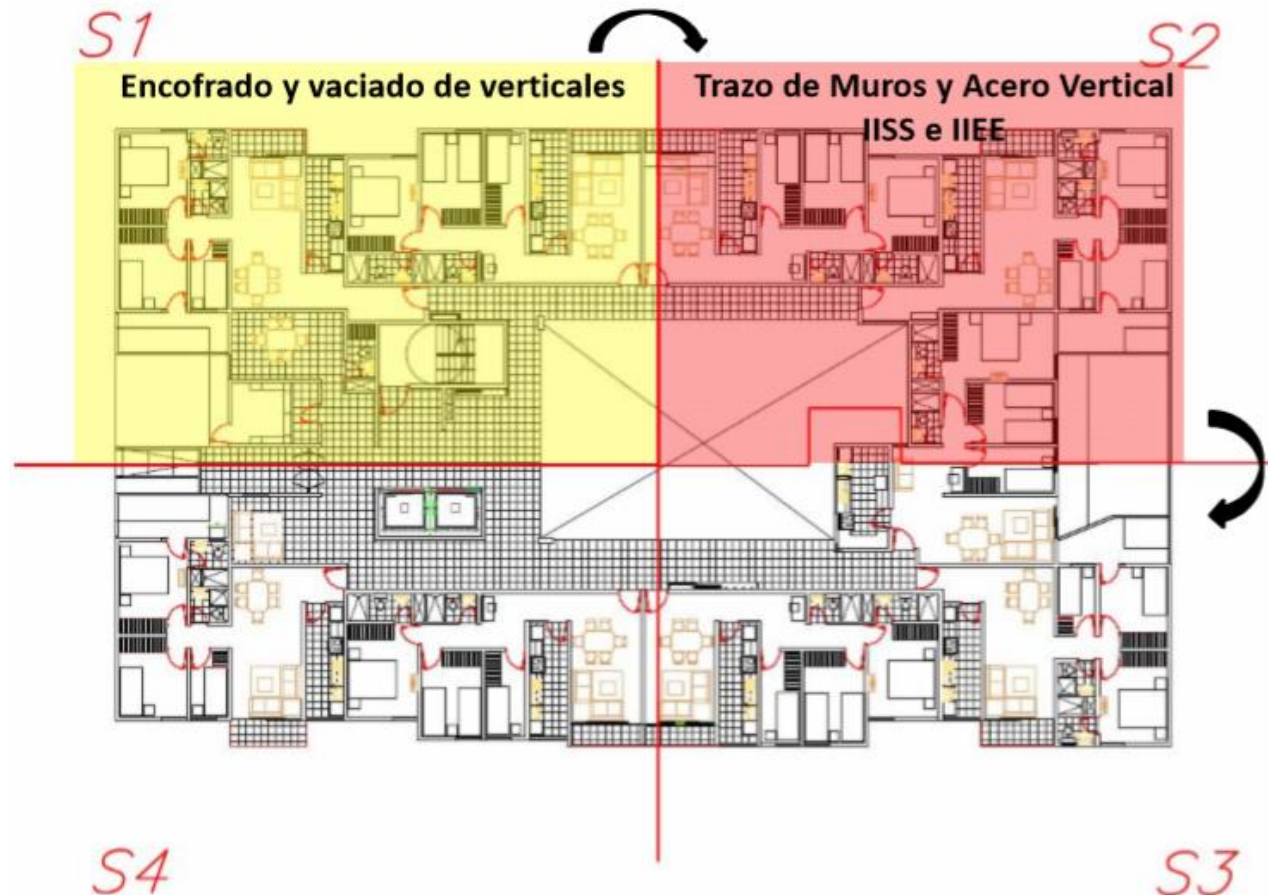 S1
S2
Encofrado y vaciado de verticales
Trazo de Muros y Acero Vertical
IISS e IIEE
S4
S3